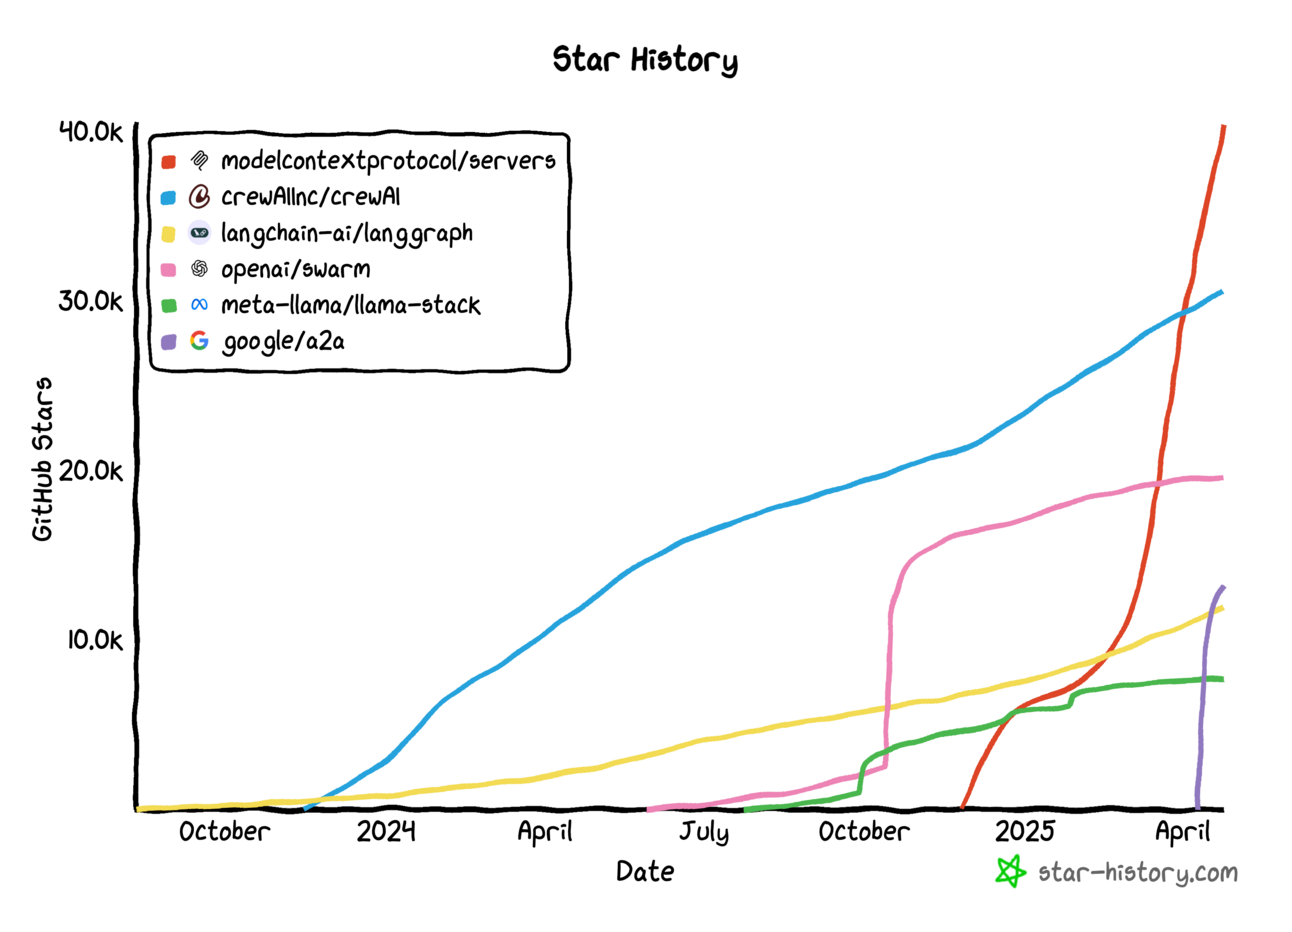 Star History
40.0k
modelcontextprotocol/servers
crewAIInc/crewAI
langchain-ai/langgraph
openai/swarm
meta-llama/llama-stack
google/a2a
30.0k
20.0k
10.0k
GitHub Stars
October
2024
April
July
October
2025
April
Date
star-history.com